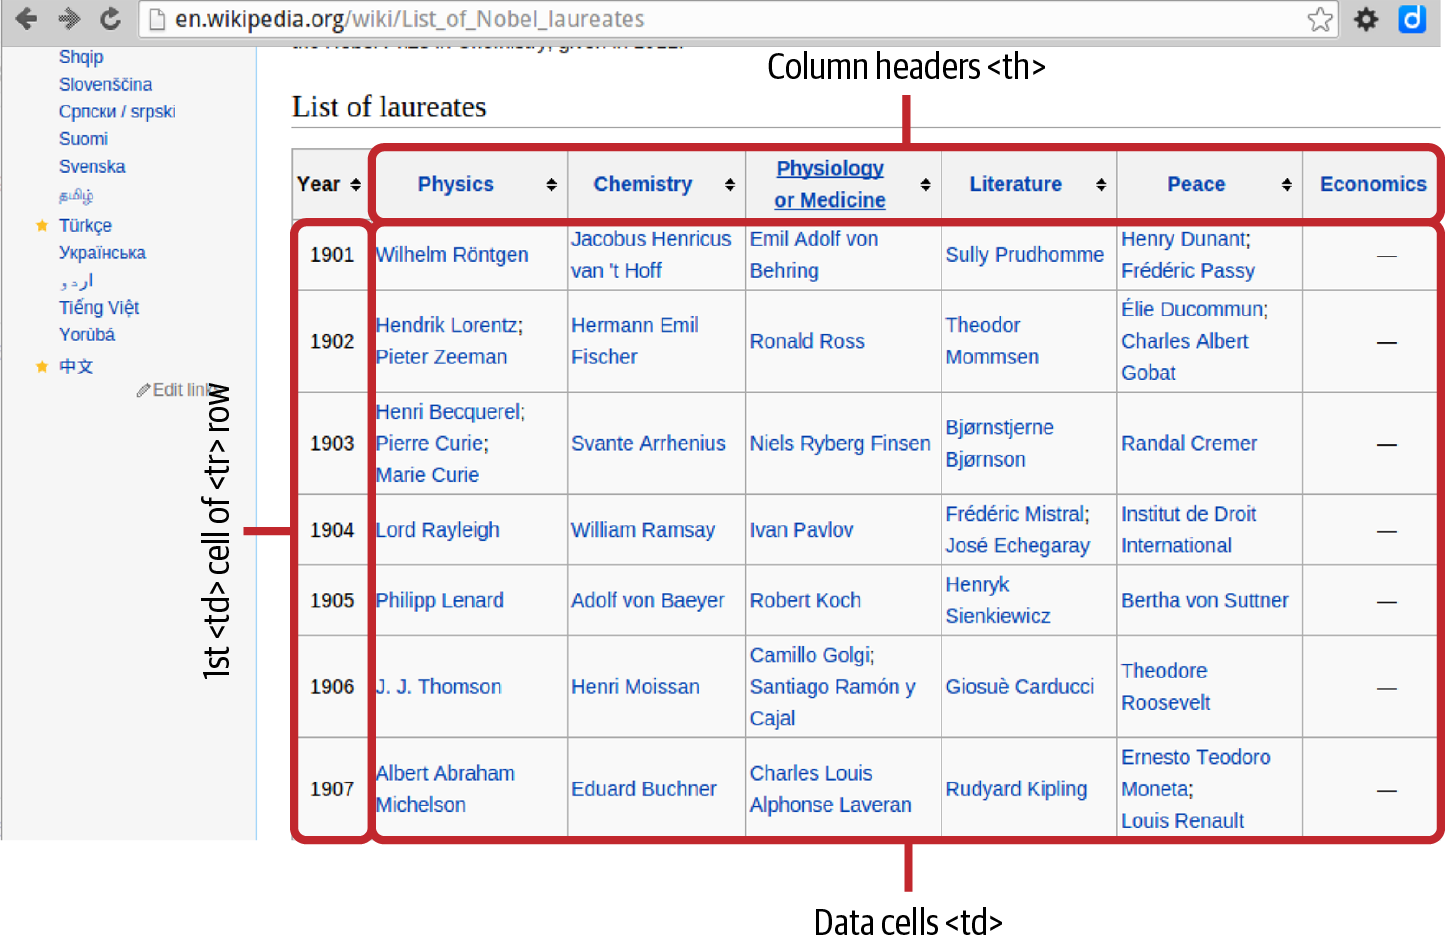 en.wikipedia.org/wiki/List_of_Nobel_laureates
Column headers <th>
Shqip
Slovenščina
Српски / srpski
Suomi
Svenska
தமிழ்
Türkçe
Українська
اردو
Tiếng Việt
Yorùbá
中文
Edit link
1st <td> cell of <tr> row
List of laureates
Year Physics Chemistry Physiology or Medicine Literature Peace Economics
1901 Wilhelm Röntgen Jacobus Henricus van 't Hoff Emil Adolf von Behring Sully Prudhomme Henry Dunant; Frédéric Passy —
1902 Hendrik Lorentz; Pieter Zeeman Hermann Emil Fischer Ronald Ross Theodor Mommsen Élie Ducommun; Charles Albert Gobat —
1903 Henri Becquerel; Pierre Curie; Marie Curie Svante Arrhenius Niels Ryberg Finsen Bjørnstjerne Bjørnson Randal Cremer —
1904 Lord Rayleigh William Ramsay Ivan Pavlov Frédéric Mistral; José Echegaray Institut de Droit International —
1905 Philipp Lenard Adolf von Baeyer Robert Koch Henryk Sienkiewicz Bertha von Suttner —
1906 J. J. Thomson Henri Moissan Camillo Golgi; Santiago Ramón y Cajal Giosuè Carducci Theodore Roosevelt —
1907 Albert Abraham Michelson Eduard Buchner Charles Louis Alphonse Laveran Rudyard Kipling Ernesto Teodoro Moneta; Louis Renault —
Data cells <td>